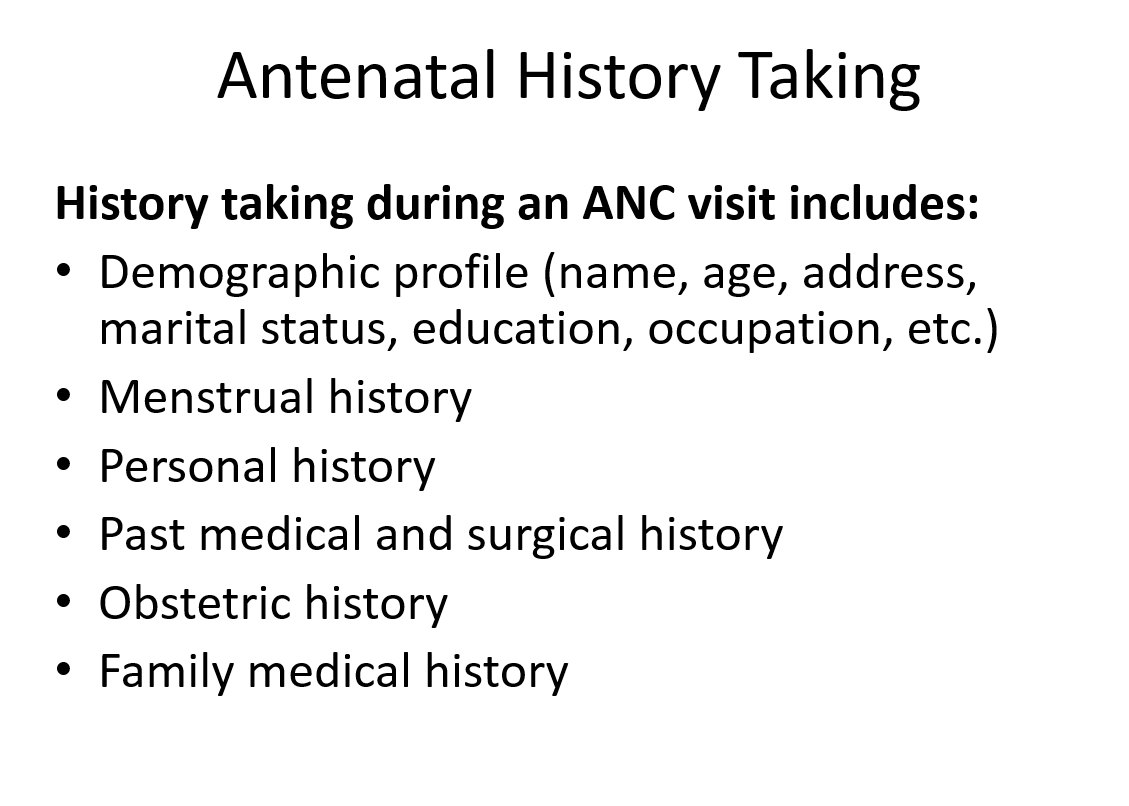 Antenatal History Taking
History taking during an ANC visit includes:
• Demographic profile (name, age, address,
marital status, education, occupation, etc.)
• Menstrual history
• Personal history
• Past medical and surgical history
• Obstetric history
• Family medical history